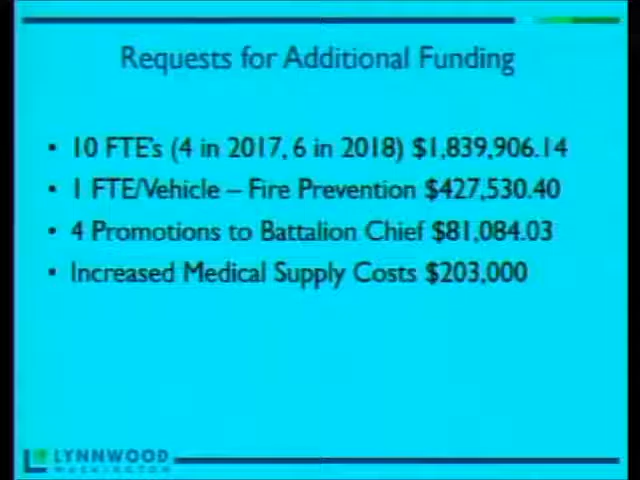 Requests for Additional Funding
• 10 FTE's (4 in 2017, 6 in 2018) $1,839,906.14
• 1 FTE/Vehicle – Fire Prevention $427,530.40
• 4 Promotions to Battalion Chief $81,084.03
• Increased Medical Supply Costs $203,000
LYNNWOOD
WASHINGTON